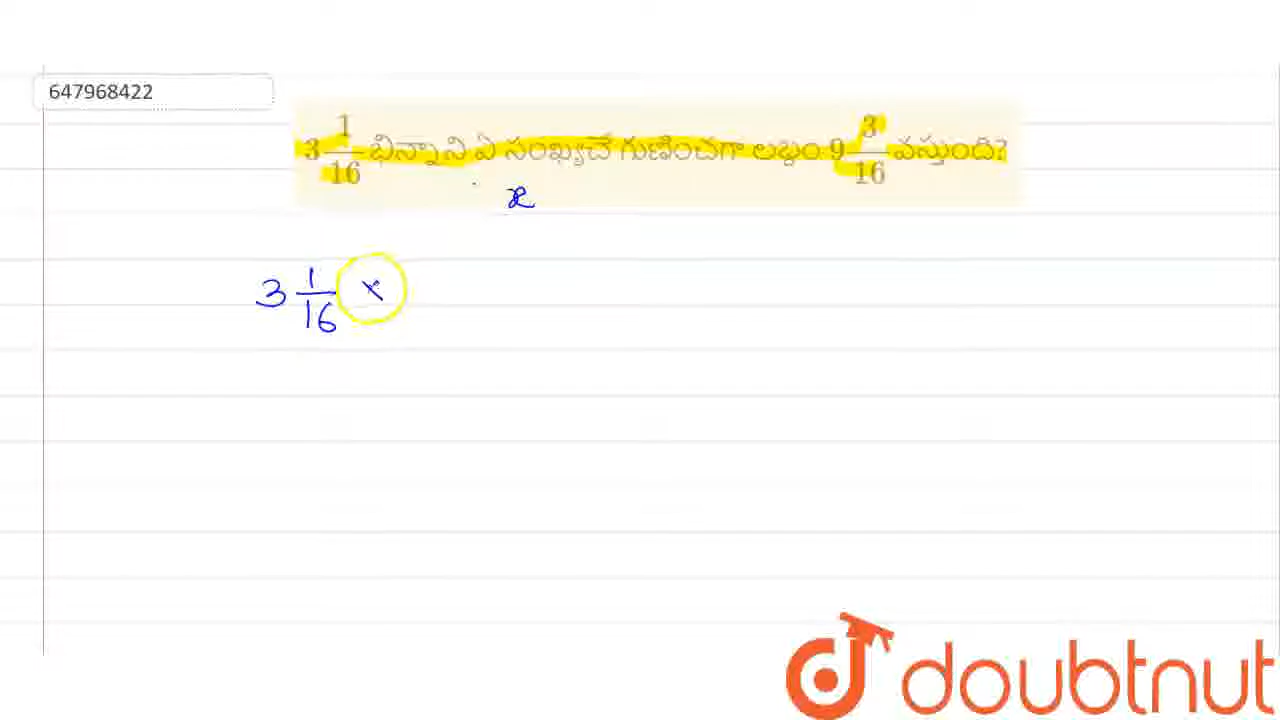 647968422
3 1/16 భిన్నాని ఏ సంఖ్యచే గుణించగా లబ్దం 9 3/16 వస్తుంది?
x
3 1/16 ×
doubtnut